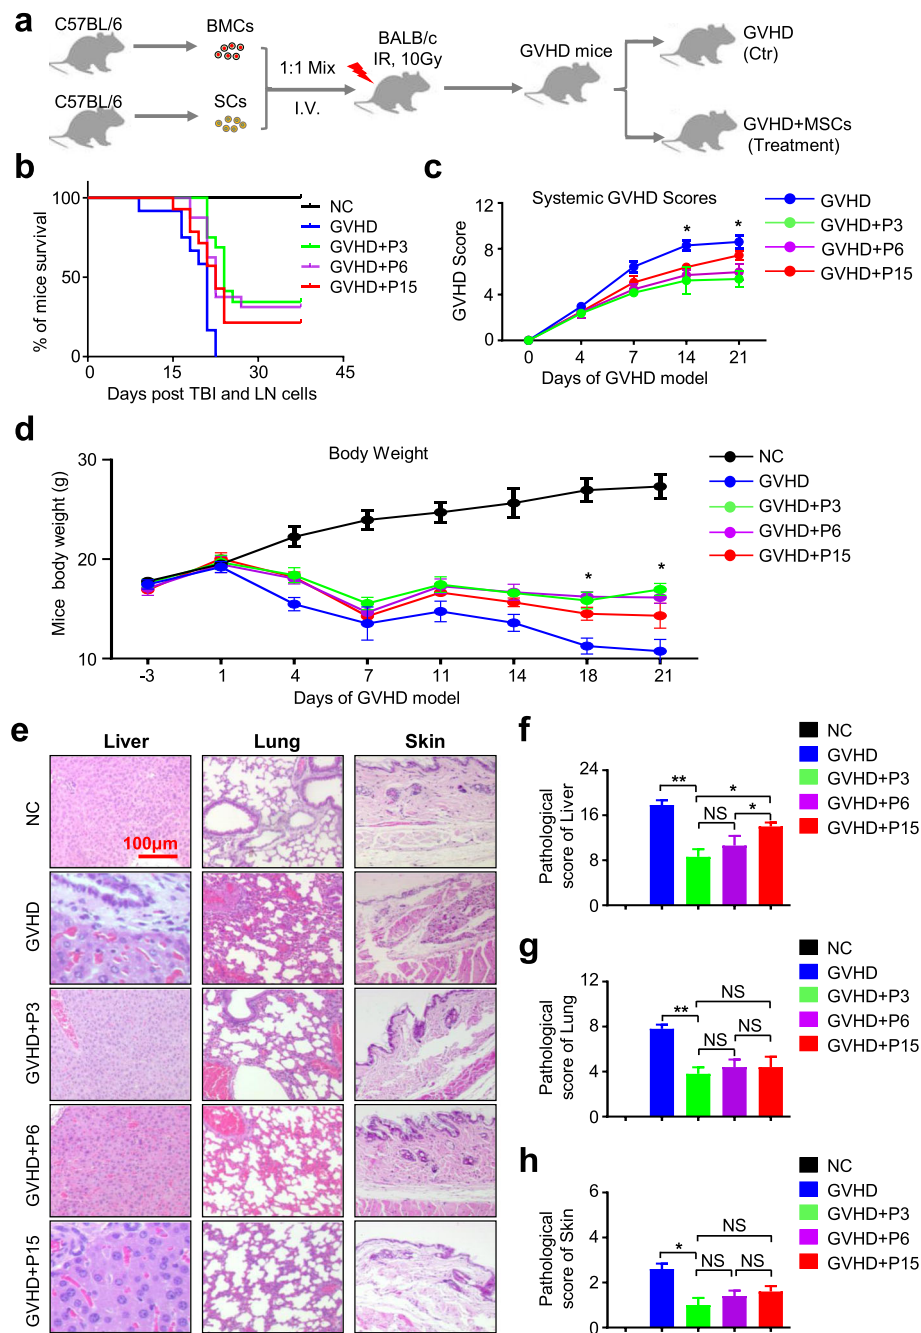 a
C57BL/6
BMCs
C57BL/6
SCs
1:1 Mix
I.V.
BALB/c
IR, 10Gy
GVHD mice
GVHD
(Ctr)
GVHD+MSCs
(Treatment)
b
% of mice survival
100
50
0
0 15 30 45
Days post TBI and LN cells
NC
GVHD
GVHD+P3
GVHD+P6
GVHD+P15
c
Systemic GVHD Scores
GVHD Score
12
8
4
0
* *
0 4 7 14 21
Days of GVHD model
GVHD
GVHD+P3
GVHD+P6
GVHD+P15
d
Body Weight
Mice body weight (g)
30
20
10
* *
-3 1 4 7 11 14 18 21
Days of GVHD model
NC
GVHD
GVHD+P3
GVHD+P6
GVHD+P15
e
Liver Lung Skin
NC
100μm
GVHD
GVHD+P3
GVHD+P6
GVHD+P15
f
Pathological
score of Liver
24
16
8
0
** *
NS *
NC
GVHD
GVHD+P3
GVHD+P6
GVHD+P15
g
Pathological
score of Lung
12
8
4
0
NS
** NS
NS
NC
GVHD
GVHD+P3
GVHD+P6
GVHD+P15
h
Pathological
score of Skin
6
4
2
0
NS
*
NS NS
NC
GVHD
GVHD+P3
GVHD+P6
GVHD+P15